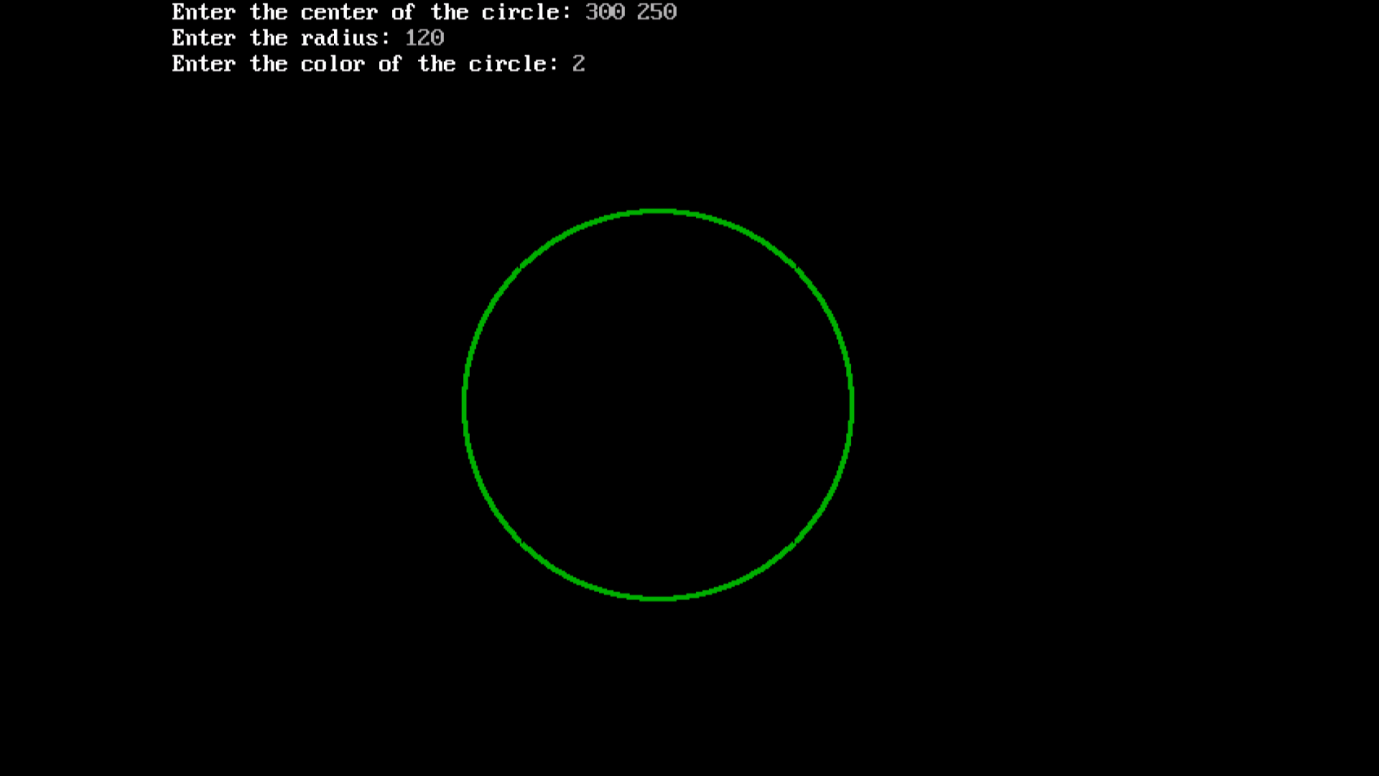 Enter the center of the circle: 300 250
Enter the radius: 120
Enter the color of the circle: 2